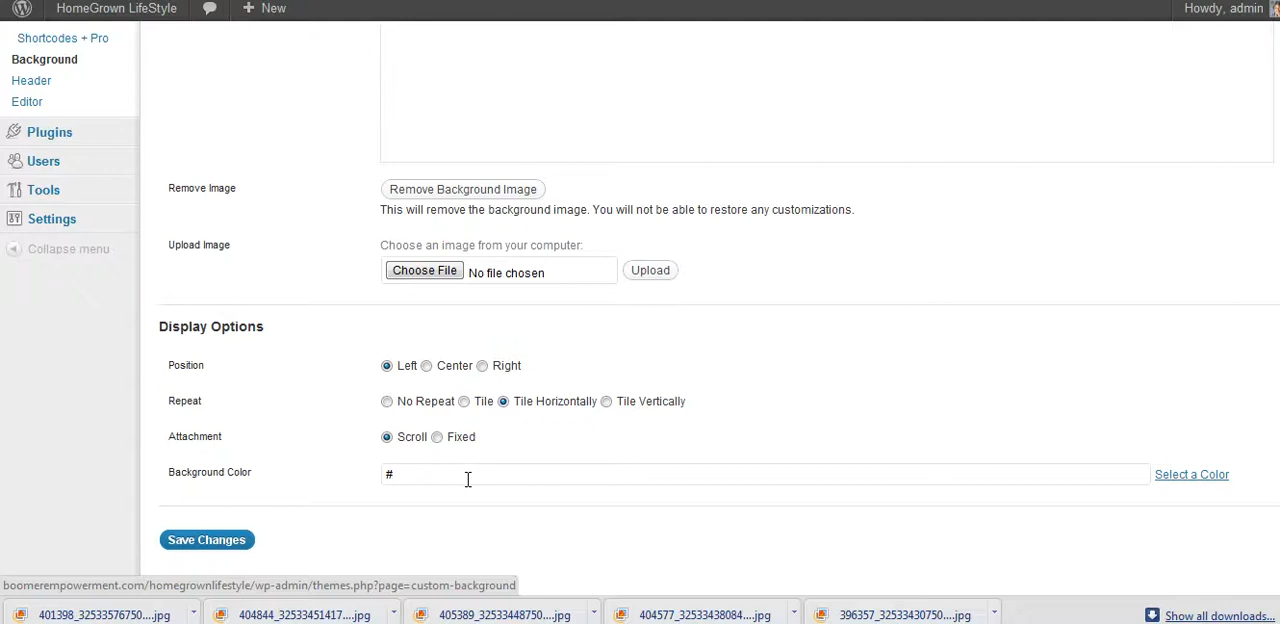 HomeGrown LifeStyle + New Howdy, admin
Shortcodes + Pro
Background
Header
Editor
Plugins
Users
Tools
Settings
Collapse menu
Remove Image Remove Background Image
This will remove the background image. You will not be able to restore any customizations.
Upload Image Choose an image from your computer:
Choose File No file chosen Upload
Display Options
Position Left Center Right
Repeat No Repeat Tile Tile Horizontally Tile Vertically
Attachment Scroll Fixed
Background Color # Select a Color
Save Changes
boomerempowerment.com/homegrownlifestyle/wp-admin/themes.php?page=custom-background
401398_32533576750....jpg 404844_32533451417....jpg 405389_32533448750....jpg 404577_32533438084....jpg 396357_32533430750....jpg Show all downloads...